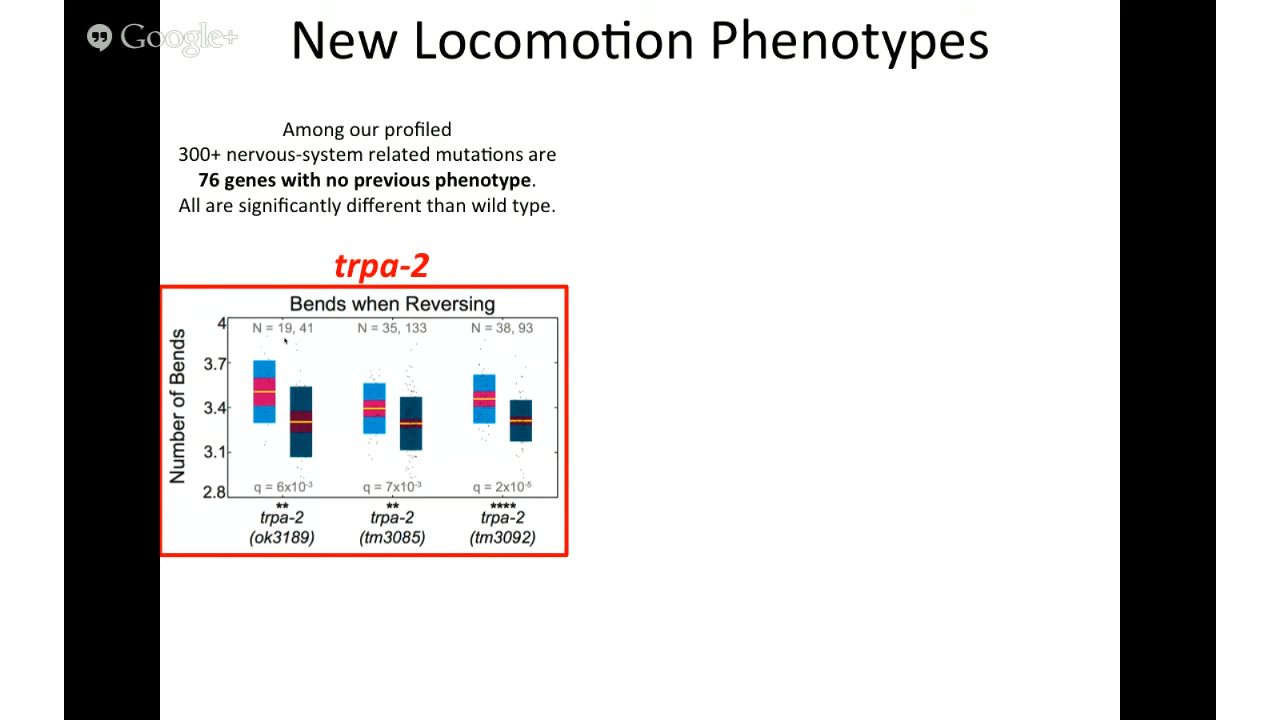 Google+
New Locomotion Phenotypes
Among our profiled
300+ nervous-system related mutations are
76 genes with no previous phenotype.
All are significantly different than wild type.
trpa-2
Bends when Reversing
Number of Bends
4
3.7
3.4
3.1
2.8
N = 19, 41
N = 35, 133
N = 38, 93
q = 6x10⁻³
q = 7x10⁻³
q = 2x10⁻⁵
**
**
****
trpa-2
(ok3189)
trpa-2
(tm3085)
trpa-2
(tm3092)